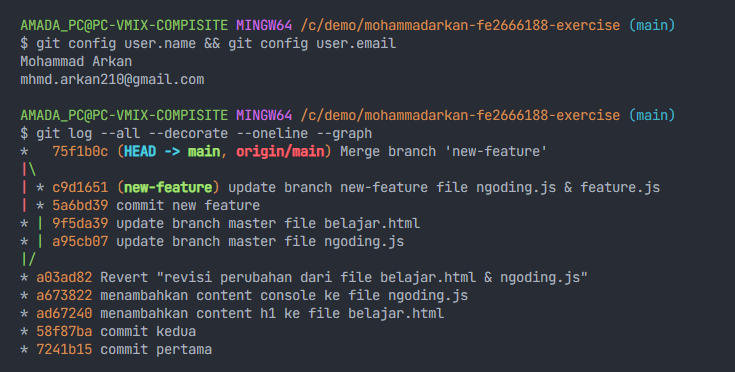 AMADA_PC@PC-VMIX-COMPISITE MINGW64 /c/demo/mohammadarkan-fe2666188-exercise (main)
$ git config user.name && git config user.email
Mohammad Arkan
mhmd.arkan210@gmail.com

AMADA_PC@PC-VMIX-COMPISITE MINGW64 /c/demo/mohammadarkan-fe2666188-exercise (main)
$ git log --all --decorate --oneline --graph
*   75f1b0c (HEAD -> main, origin/main) Merge branch 'new-feature'
|\
| * c9d1651 (new-feature) update branch new-feature file ngoding.js & feature.js
| * 5a6bd39 commit new feature
* | 9f5da39 update branch master file belajar.html
* | a95cb07 update branch master file ngoding.js
|/
* a03ad82 Revert "revisi perubahan dari file belajar.html & ngoding.js"
* a673822 menambahkan content console ke file ngoding.js
* ad67240 menambahkan content h1 ke file belajar.html
* 58f87ba commit kedua
* 7241b15 commit pertama